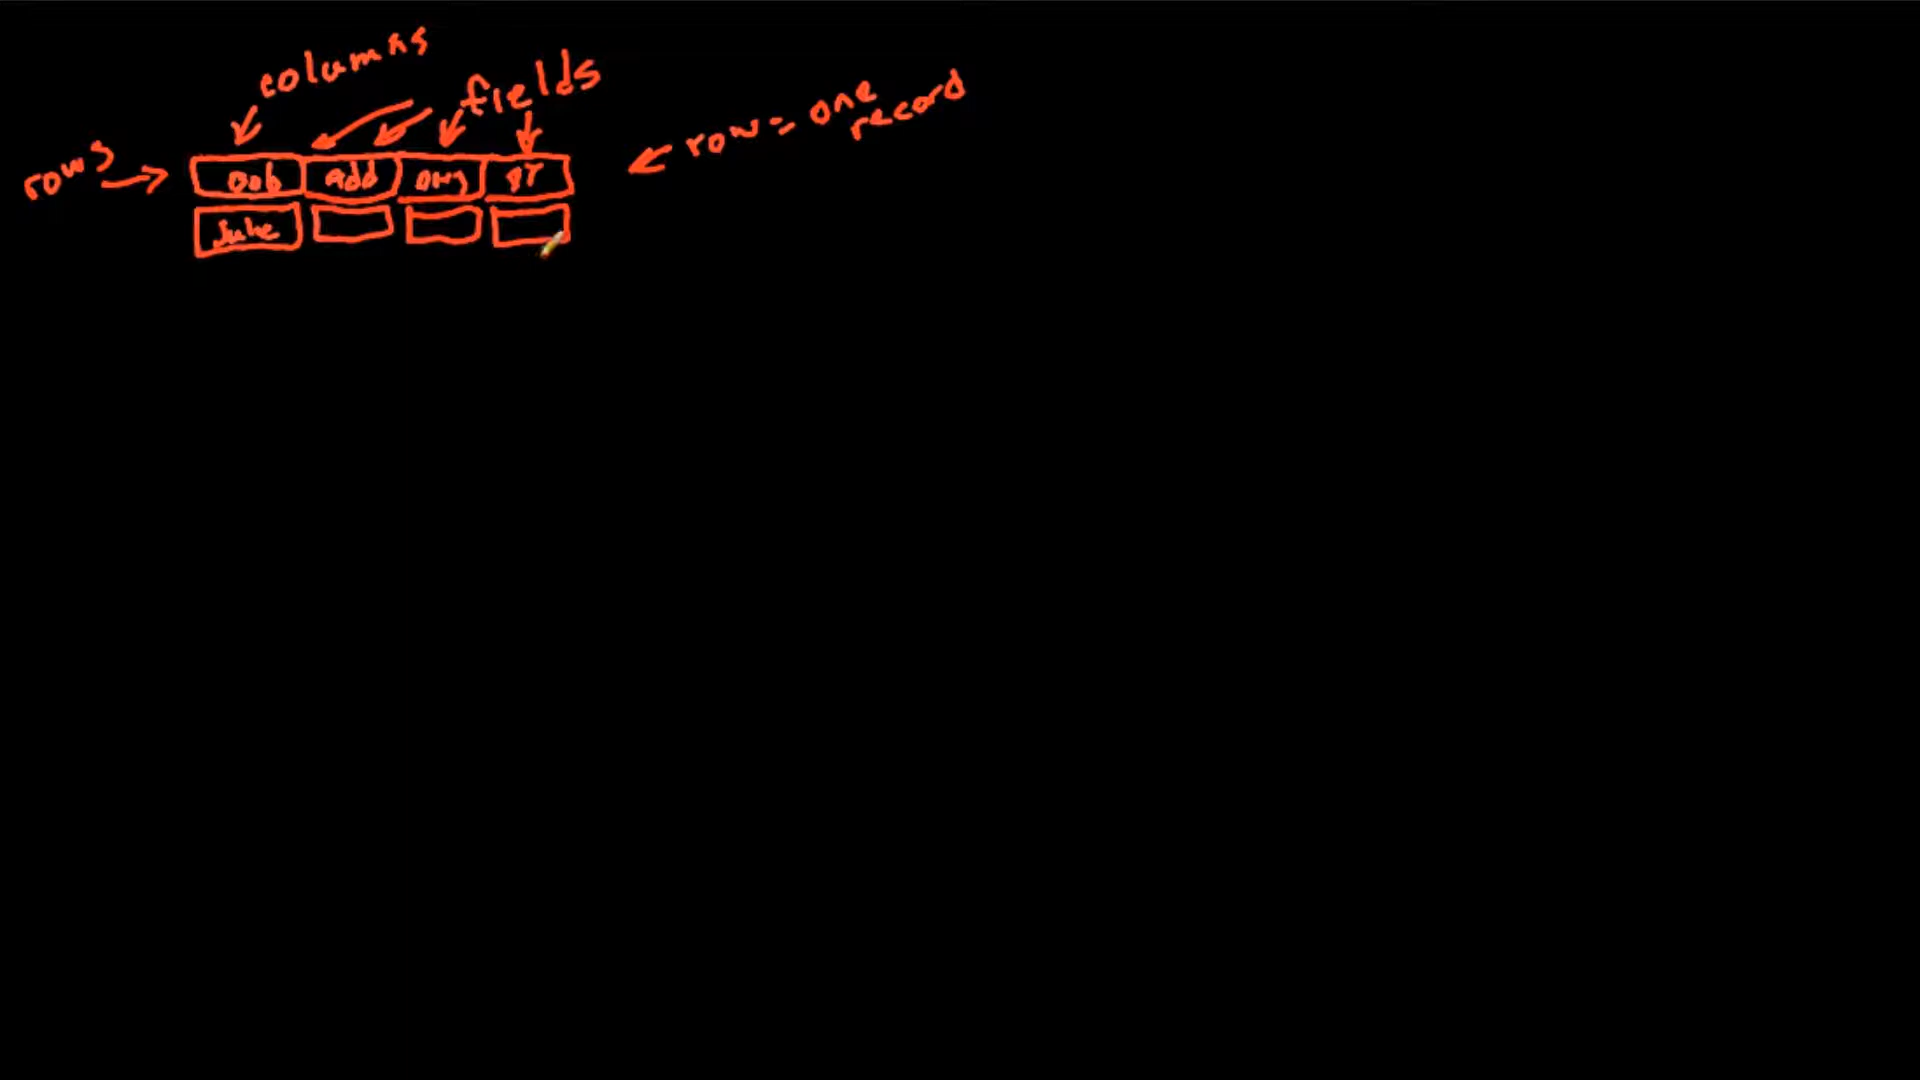 columns
fields
row = one
record
rows
Bob add
Jake